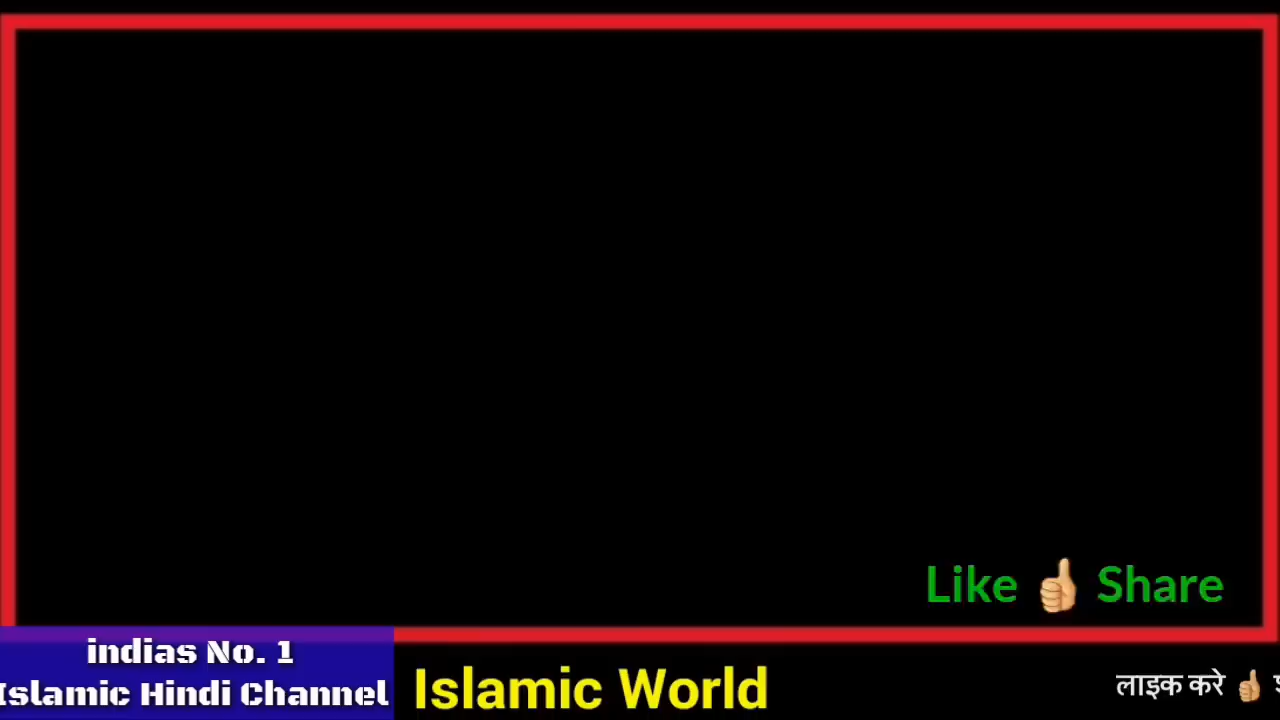 Like 👍 Share
indias No. 1
Islamic Hindi Channel
Islamic World
लाइक करे 👍